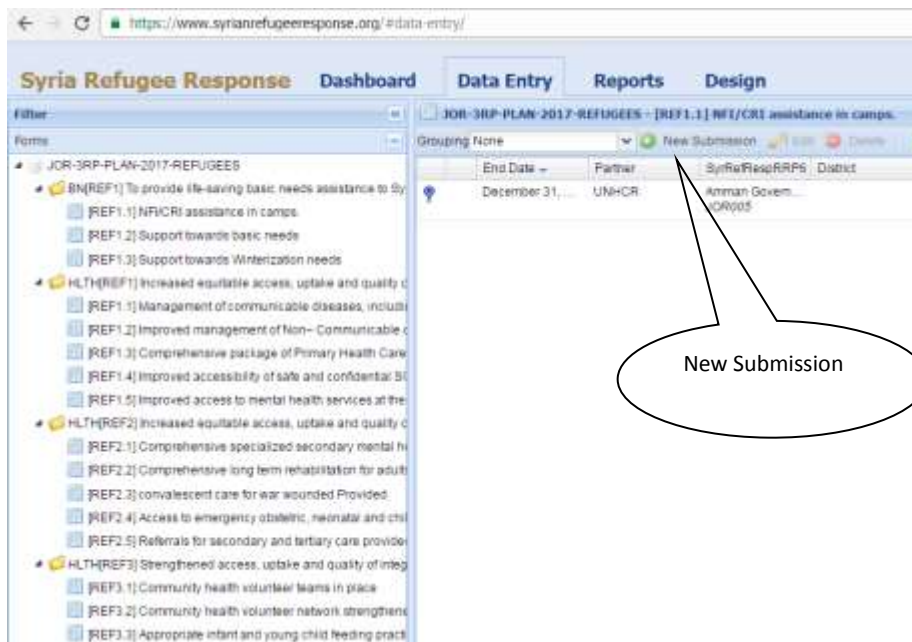 https://www.syrianrefugeeresponse.org/#data-entry/
Syria Refugee Response Dashboard Data Entry Reports Design
Filter
Forms
JOR-3RP-PLAN-2017-REFUGEES
BN[REF1] To provide life-saving basic needs assistance to Sy
[REF1.1] NFI/CRI assistance in camps.
[REF1.2] Support towards basic needs
[REF1.3] Support towards Winterization needs
HLTH[REF1] Increased equitable access, uptake and quality c
[REF1.1] Management of communicable diseases, includi
[REF1.2] Improved management of Non– Communicable c
[REF1.3] Comprehensive package of Primary Health Care
[REF1.4] Improved accessibility of safe and confidential
[REF1.5] Improved access to mental health services at the
HLTH[REF2] Increased equitable access, uptake and quality c
[REF2.1] Comprehensive specialized secondary mental h
[REF2.2] Comprehensive long term rehabilitation for adult
[REF2.3] convalescent care for war wounded Provided
[REF2.4] Access to emergency obstetric, neonatal and chil
[REF2.5] Referrals for secondary and tertiary care provide
HLTH[REF3] Strengthened access, uptake and quality of integ
[REF3.1] Community health volunteer teams in place
[REF3.2] Community health volunteer network strengthene
[REF3.3] Appropriate infant and young child feeding pract
JOR-3RP-PLAN-2017-REFUGEES - [REF1.1] NFI/CRI assistance in camps.
Grouping None New Submission Edit Delete
End Date Partner SyrRefRespRRP6 District
December 31, ... UNHCR Amman Govern...
JOR005
New Submission